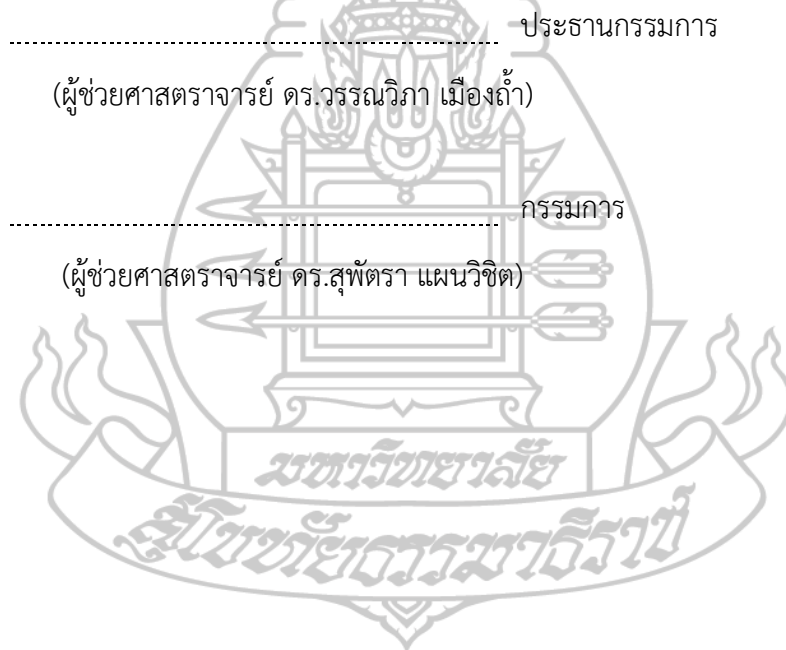 ประธานกรรมการ
(ผู้ช่วยศาสตราจารย์ ดร.วรรณวิภา เมืองถ้ำ)
กรรมการ
(ผู้ช่วยศาสตราจารย์ ดร.สุพัตรา แผนวิชิต)
มหาวิทยาลัย
สุโขทัยธรรมาธิราช